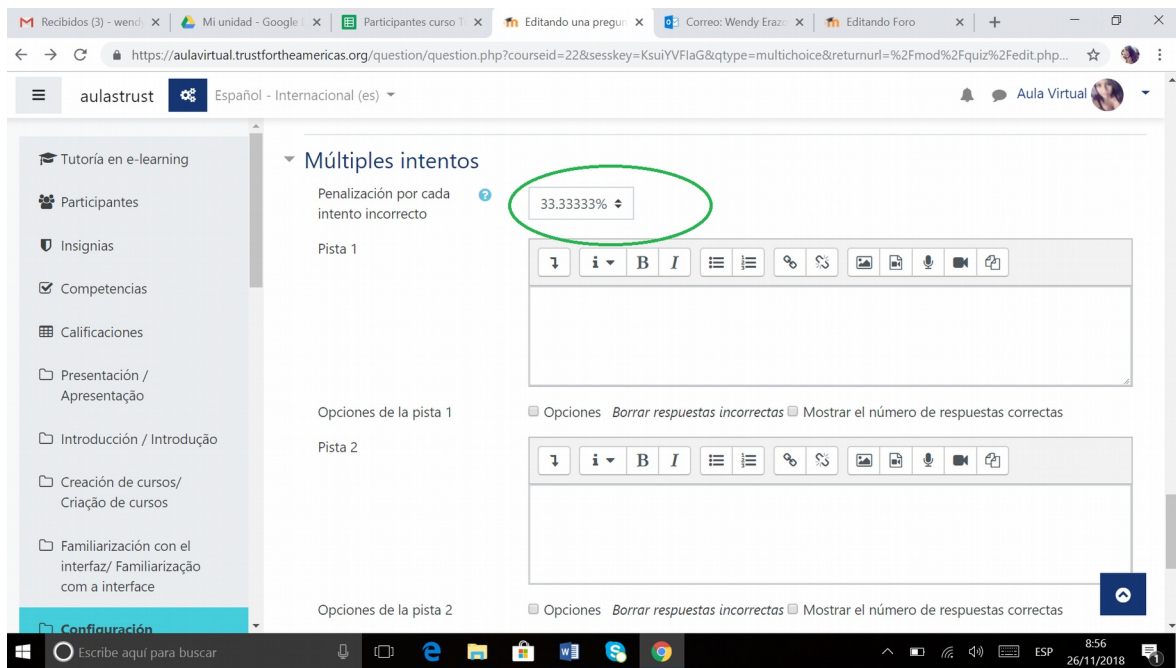 Recibidos (3) - wend
Mi unidad - Google
Participantes curso T
Editando una pregun
Correo: Wendy Erazo
Editando Foro
https://aulavirtual.trustfortheamericas.org/question/question.php?courseid=22&sesskey=KsuiYVFIaG&qtype=multichoice&returnurl=%2Fmod%2Fquiz%2Fedit.php...
aulastrust
Español - Internacional (es)
Aula Virtual
Tutoría en e-learning
Participantes
Insignias
Competencias
Calificaciones
Presentación /
Apresentação
Introducción / Introdução
Creación de cursos/
Criação de cursos
Familiarización con el
interfaz/ Familiarização
com a interface
Configuración
Múltiples intentos
Penalización por cada
intento incorrecto
33.33333%
Pista 1
B I
Opciones de la pista 1
Opciones Borrar respuestas incorrectas Mostrar el número de respuestas correctas
Pista 2
B I
Opciones de la pista 2
Opciones Borrar respuestas incorrectas Mostrar el número de respuestas correctas
Escribe aquí para buscar
ESP
8:56
26/11/2018